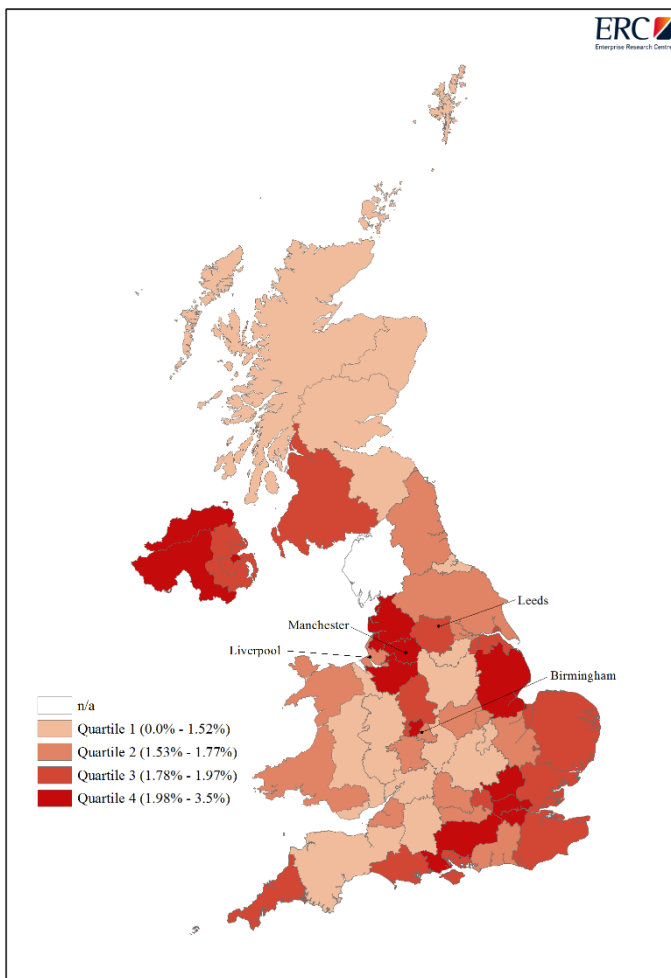 ERC
Enterprise Research Centre
Leeds
Manchester
Liverpool
Birmingham
n/a
Quartile 1 (0.0% - 1.52%)
Quartile 2 (1.53% - 1.77%)
Quartile 3 (1.78% - 1.97%)
Quartile 4 (1.98% - 3.5%)